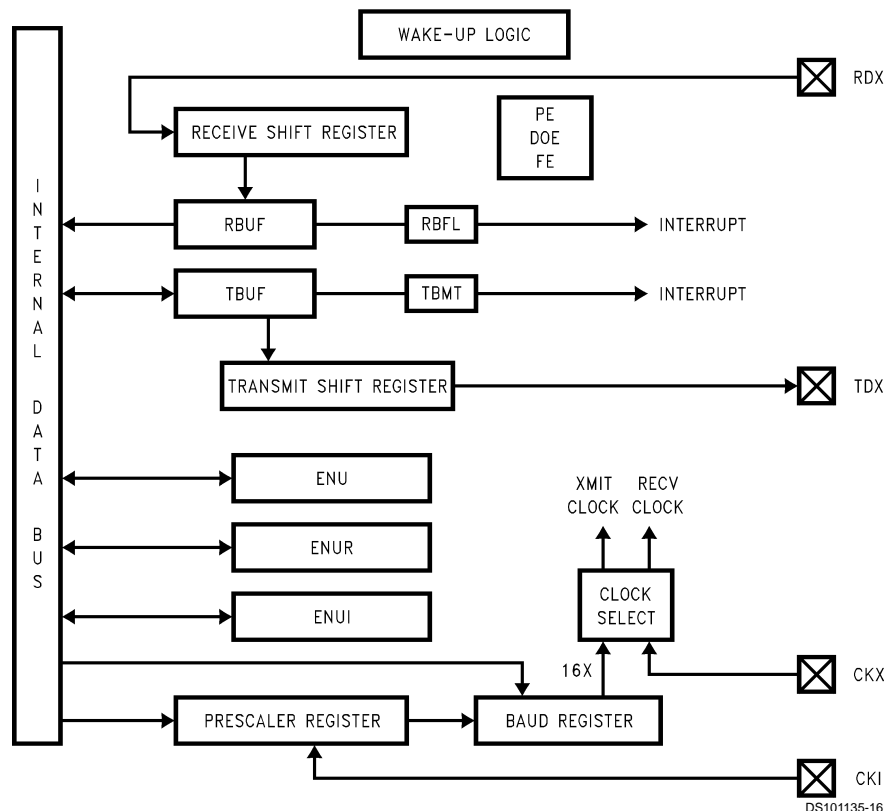 WAKE-UP LOGIC
RDX
RECEIVE SHIFT REGISTER
PE
DOE
FE
INTERNAL DATA BUS
RBUF
RBFL
INTERRUPT
TBUF
TBMT
INTERRUPT
TRANSMIT SHIFT REGISTER
TDX
ENU
XMIT CLOCK
RECV CLOCK
ENUR
CLOCK
SELECT
ENUI
16X
CKX
PRESCALER REGISTER
BAUD REGISTER
CKI
DS101135-16